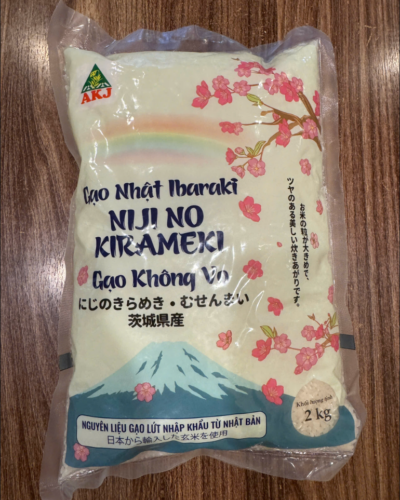 AKJ
Gạo Nhật Ibaraki
NIJI NO
KIRAMEKI
Gạo Không Vo
にじのきらめき・むせんまい
茨城県産
お米の粒が大きめで、
ツヤのある美しい炊きあがりです。
Khối lượng tịnh
2 kg
NGUYÊN LIỆU GẠO LỨT NHẬP KHẨU TỪ NHẬT BẢN
日本から輸入した玄米を使用